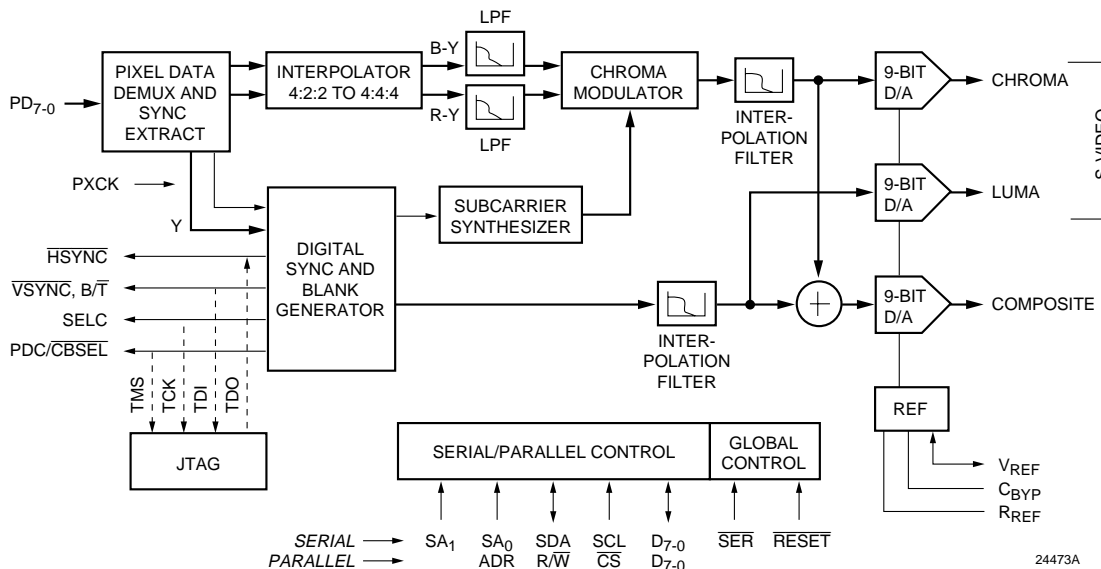 LPF
B-Y
PIXEL DATA
DEMUX AND
SYNC
EXTRACT
INTERPOLATOR
4:2:2 TO 4:4:4
CHROMA
MODULATOR
9-BIT
D/A
CHROMA
PD7-0
R-Y
LPF
INTER-
POLATION
FILTER
S-VIDEO
PXCK
Y
SUBCARRIER
SYNTHESIZER
9-BIT
D/A
LUMA
HSYNC
VSYNC, B/T
SELC
PDC/CBSEL
DIGITAL
SYNC AND
BLANK
GENERATOR
9-BIT
D/A
COMPOSITE
INTER-
POLATION
FILTER
TMS
TCK
TDI
TDO
JTAG
REF
SERIAL/PARALLEL CONTROL
GLOBAL
CONTROL
VREF
CBYP
RREF
SERIAL SA1 SA0 SDA SCL D7-0 SER RESET
PARALLEL ADR R/W CS D7-0
24473A